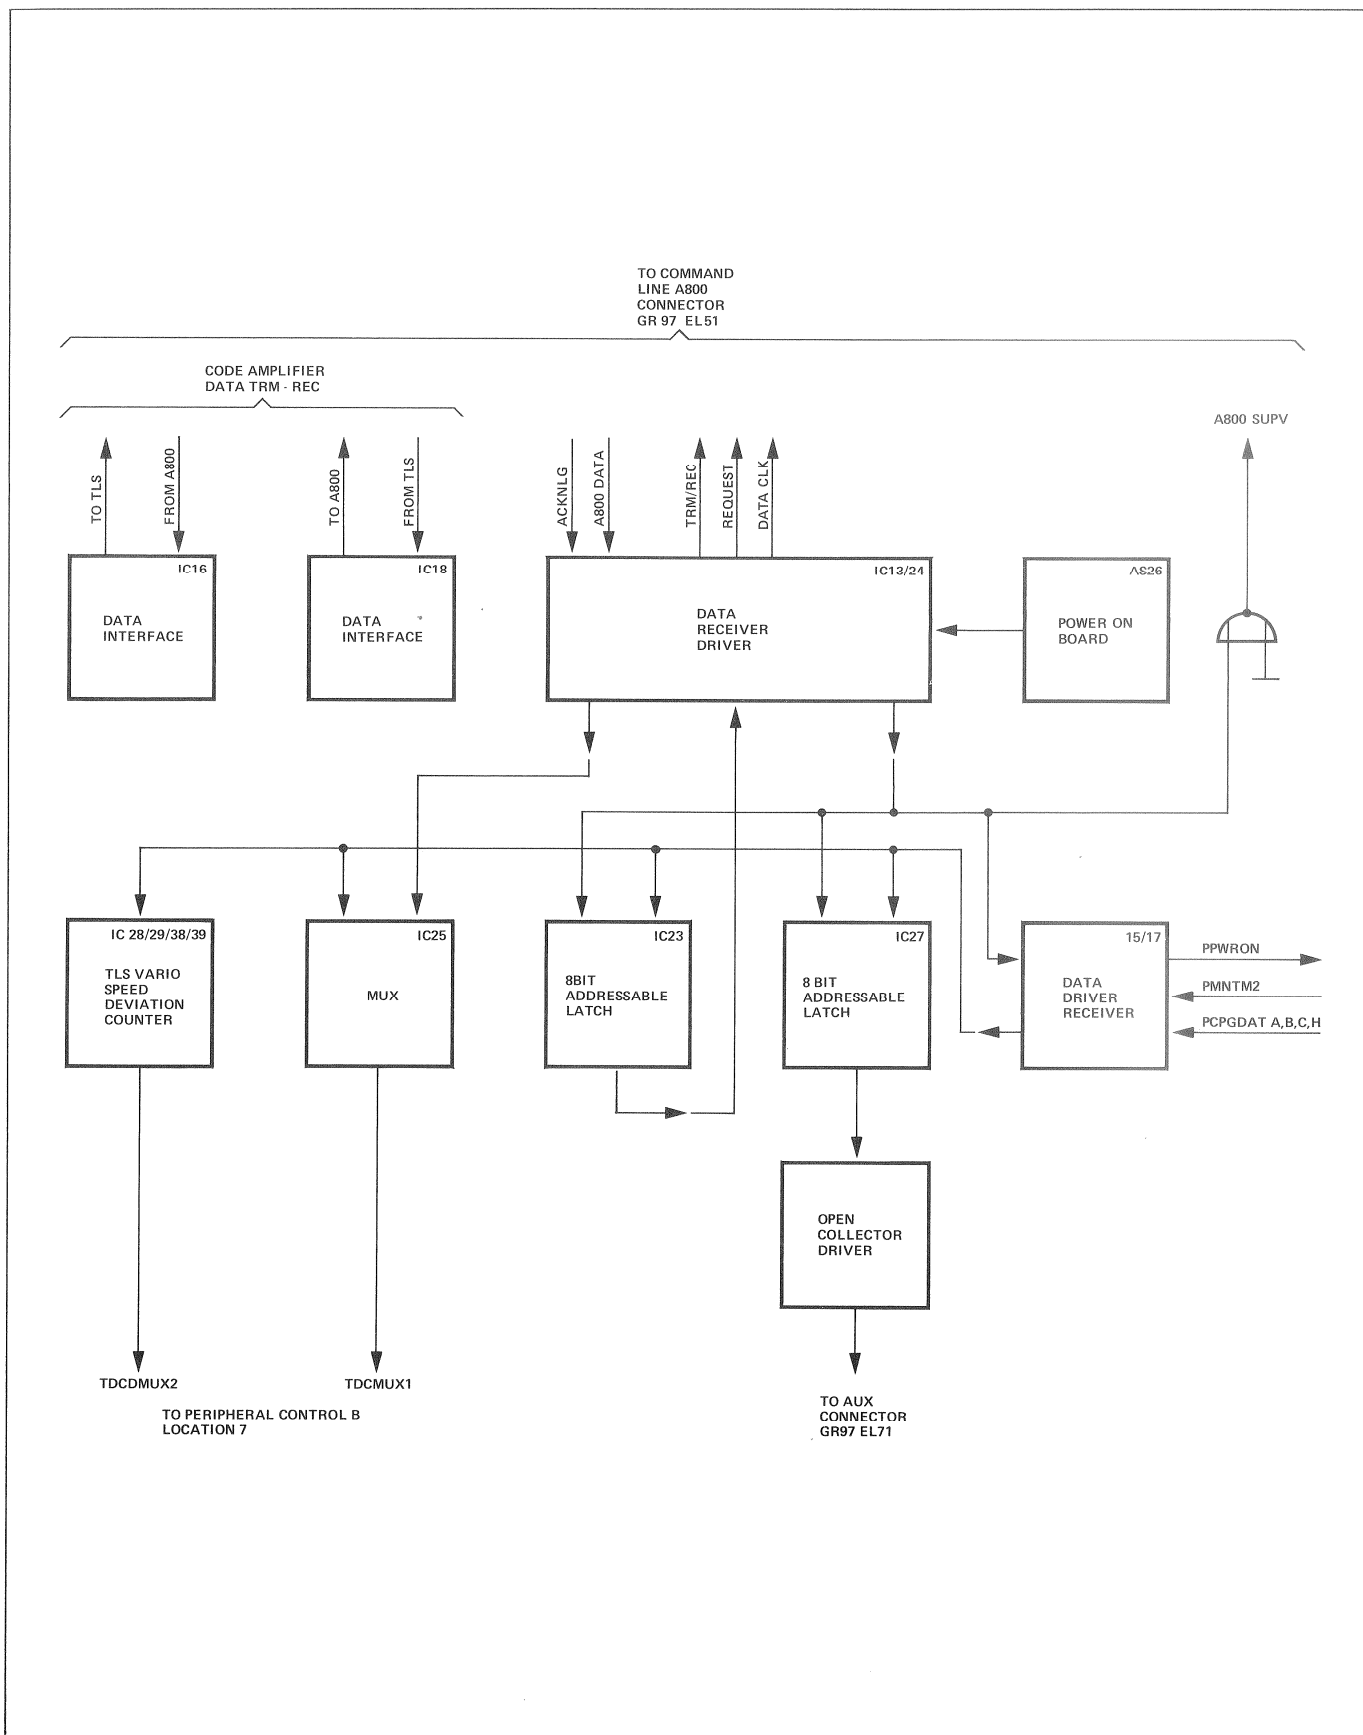 TO COMMAND
LINE A800
CONNECTOR
GR 97 EL51
CODE AMPLIFIER
DATA TRM - REC
A800 SUPV
TO TLS
FROM A800
TO A800
FROM TLS
ACKNLG
A800 DATA
TRM/REC
REQUEST
DATA CLK
IC16
DATA
INTERFACE
IC18
DATA
INTERFACE
IC13/24
DATA
RECEIVER
DRIVER
AS26
POWER ON
BOARD
IC 28/29/38/39
TLS VARIO
SPEED
DEVIATION
COUNTER
IC25
MUX
IC23
8BIT
ADDRESSABLE
LATCH
IC27
8 BIT
ADDRESSABLE
LATCH
15/17
DATA
DRIVER
RECEIVER
PPWRON
PMNTM2
PCPGDAT A,B,C,H
OPEN
COLLECTOR
DRIVER
TDCDMUX2
TDCMUX1
TO PERIPHERAL CONTROL B
LOCATION 7
TO AUX
CONNECTOR
GR97 EL71